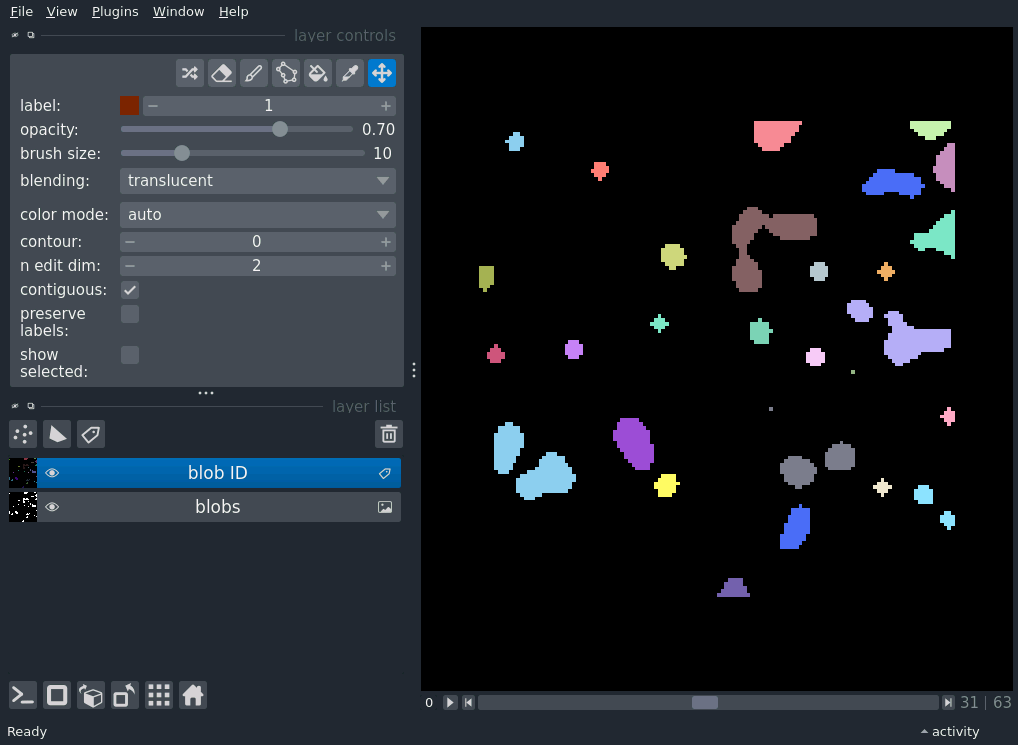 File View Plugins Window Help
layer controls
label: 1
opacity: 0.70
brush size: 10
blending: translucent
color mode: auto
contour: 0
n edit dim: 2
contiguous:
preserve
labels:
show
selected:
layer list
blob ID
blobs
0 31 | 63
Ready activity